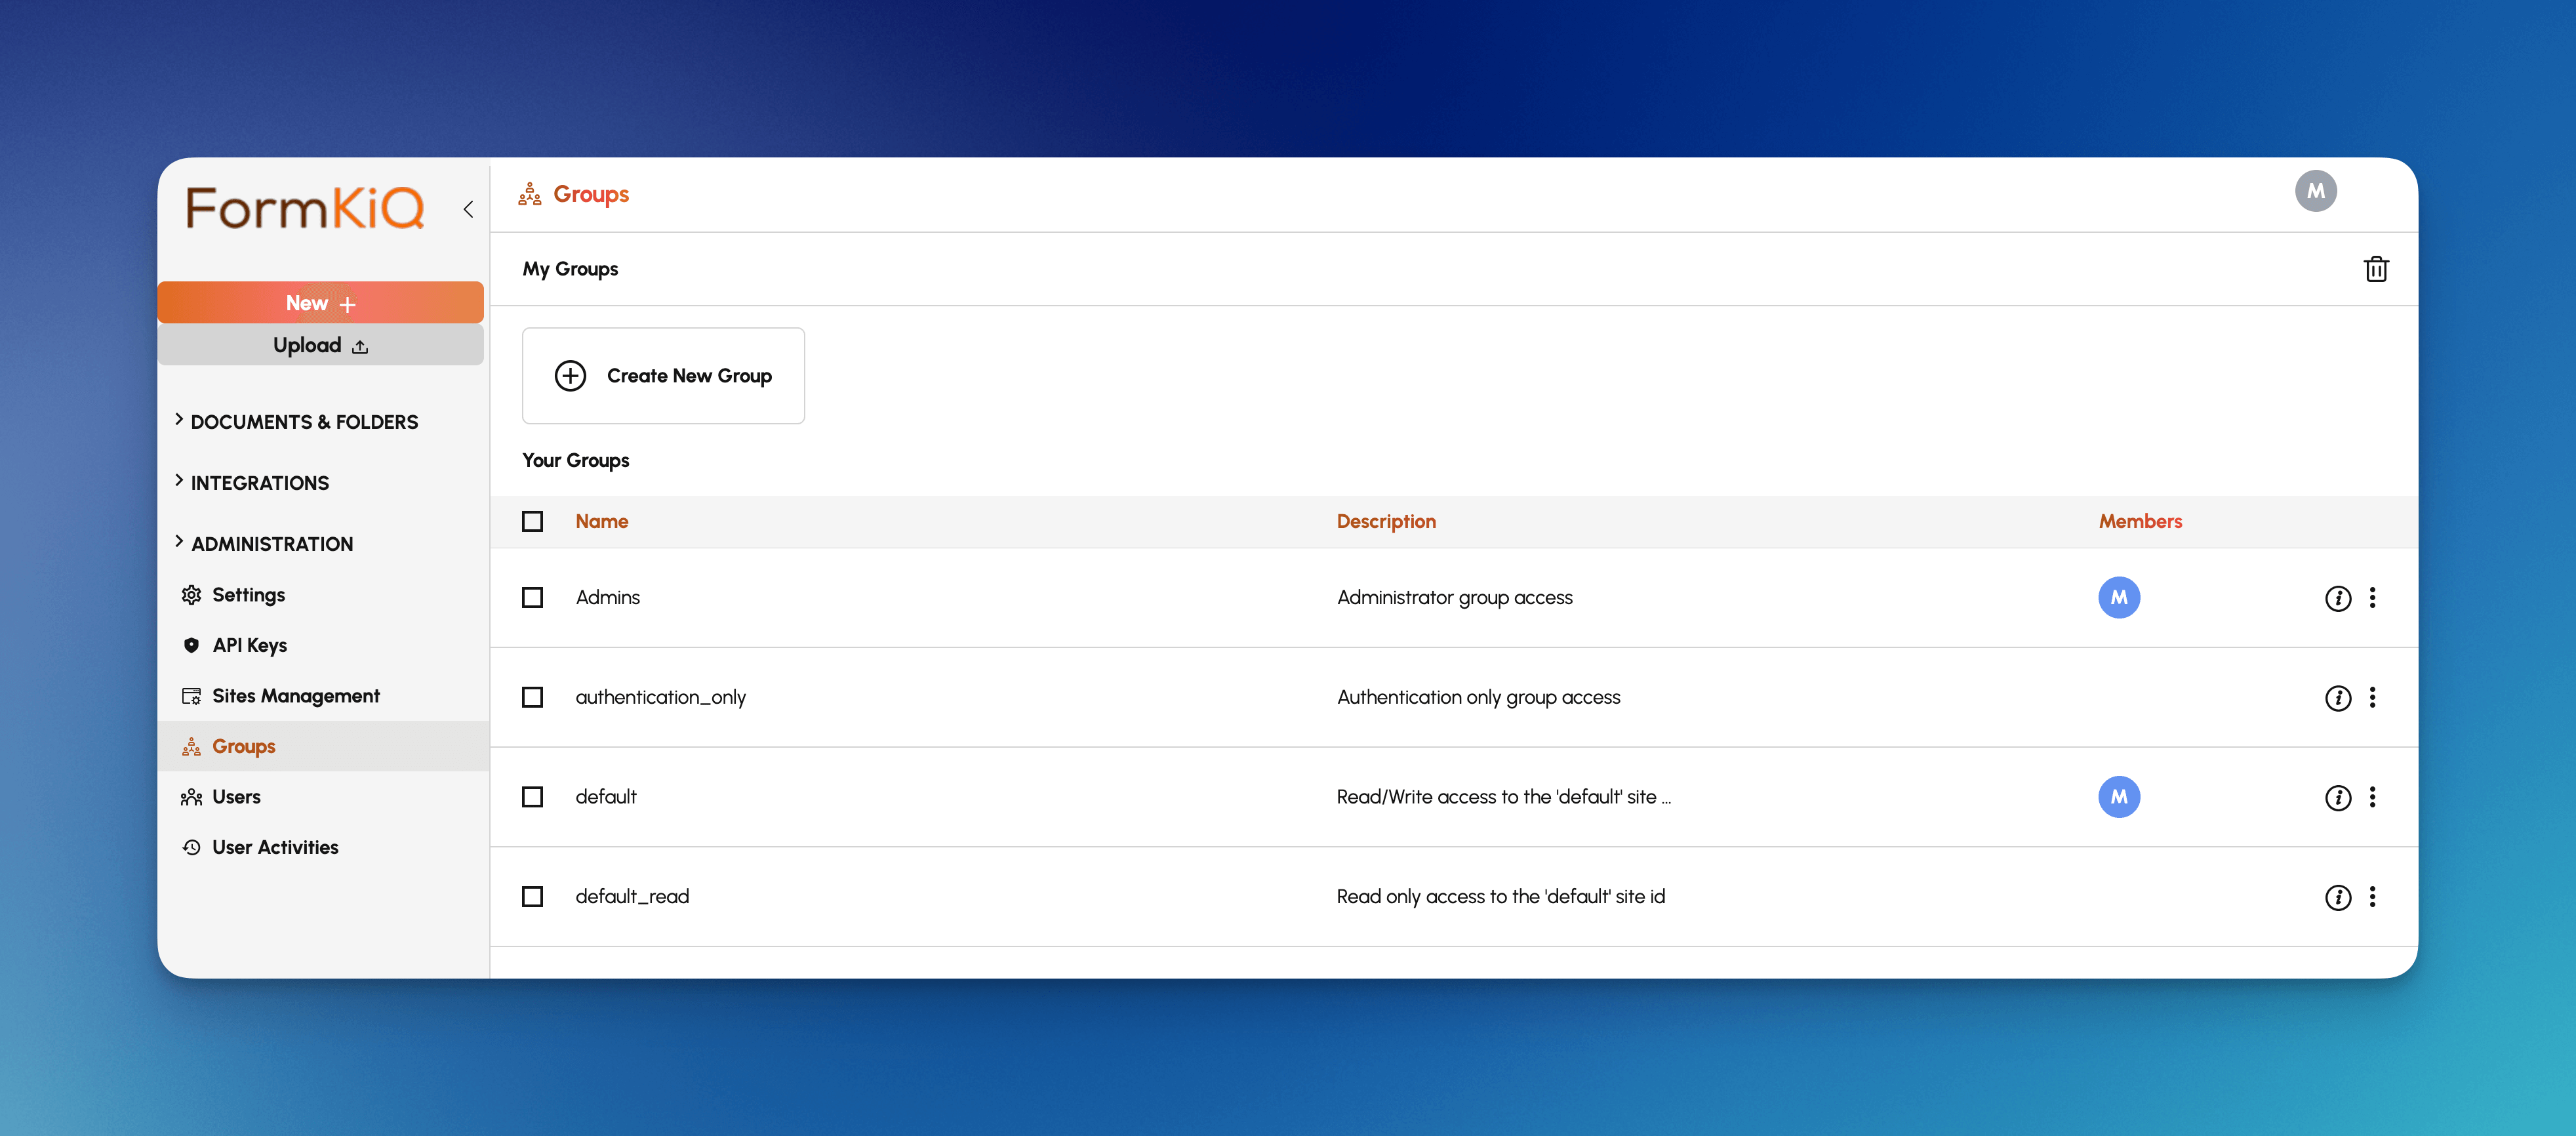 FormKiQ
New +
Upload
DOCUMENTS & FOLDERS
INTEGRATIONS
ADMINISTRATION
Settings
API Keys
Sites Management
Groups
Users
User Activities
Groups
M
My Groups
Create New Group
Your Groups
Name Description Members
Admins Administrator group access M
authentication_only Authentication only group access
default Read/Write access to the 'default' site ... M
default_read Read only access to the 'default' site id